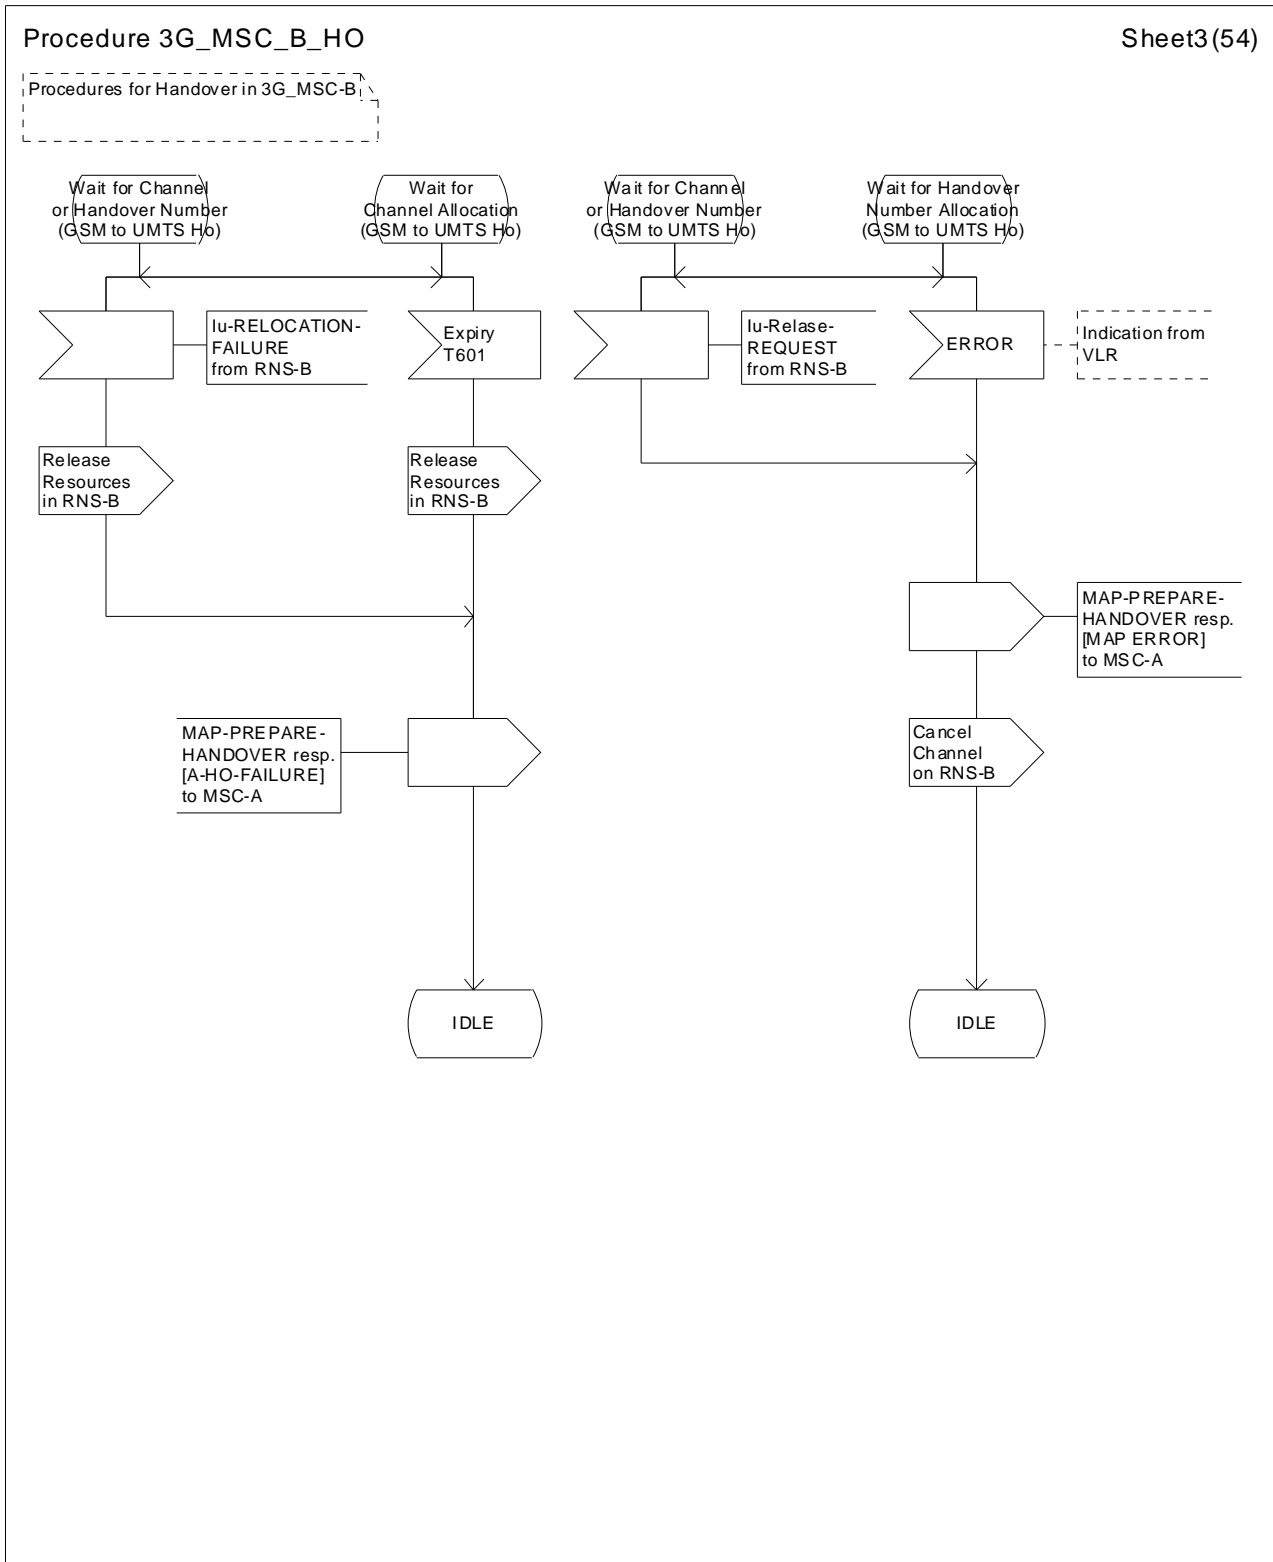 Procedure 3G_MSC_B_HO
Sheet3(54)
Procedures for Handover in 3G_MSC-B
Wait for Channel
or Handover Number
(GSM to UMTS Ho)
Wait for
Channel Allocation
(GSM to UMTS Ho)
Wait for Channel
or Handover Number
(GSM to UMTS Ho)
Wait for Handover
Number Allocation
(GSM to UMTS Ho)
Iu-RELOCATION-
FAILURE
from RNS-B
Expiry
T601
Iu-Relase-
REQUEST
from RNS-B
ERROR
Indication from
VLR
Release
Resources
in RNS-B
Release
Resources
in RNS-B
MAP-PREPARE-
HANDOVER resp.
[MAP ERROR]
to MSC-A
MAP-PREPARE-
HANDOVER resp.
[A-HO-FAILURE]
to MSC-A
Cancel
Channel
on RNS-B
IDLE
IDLE